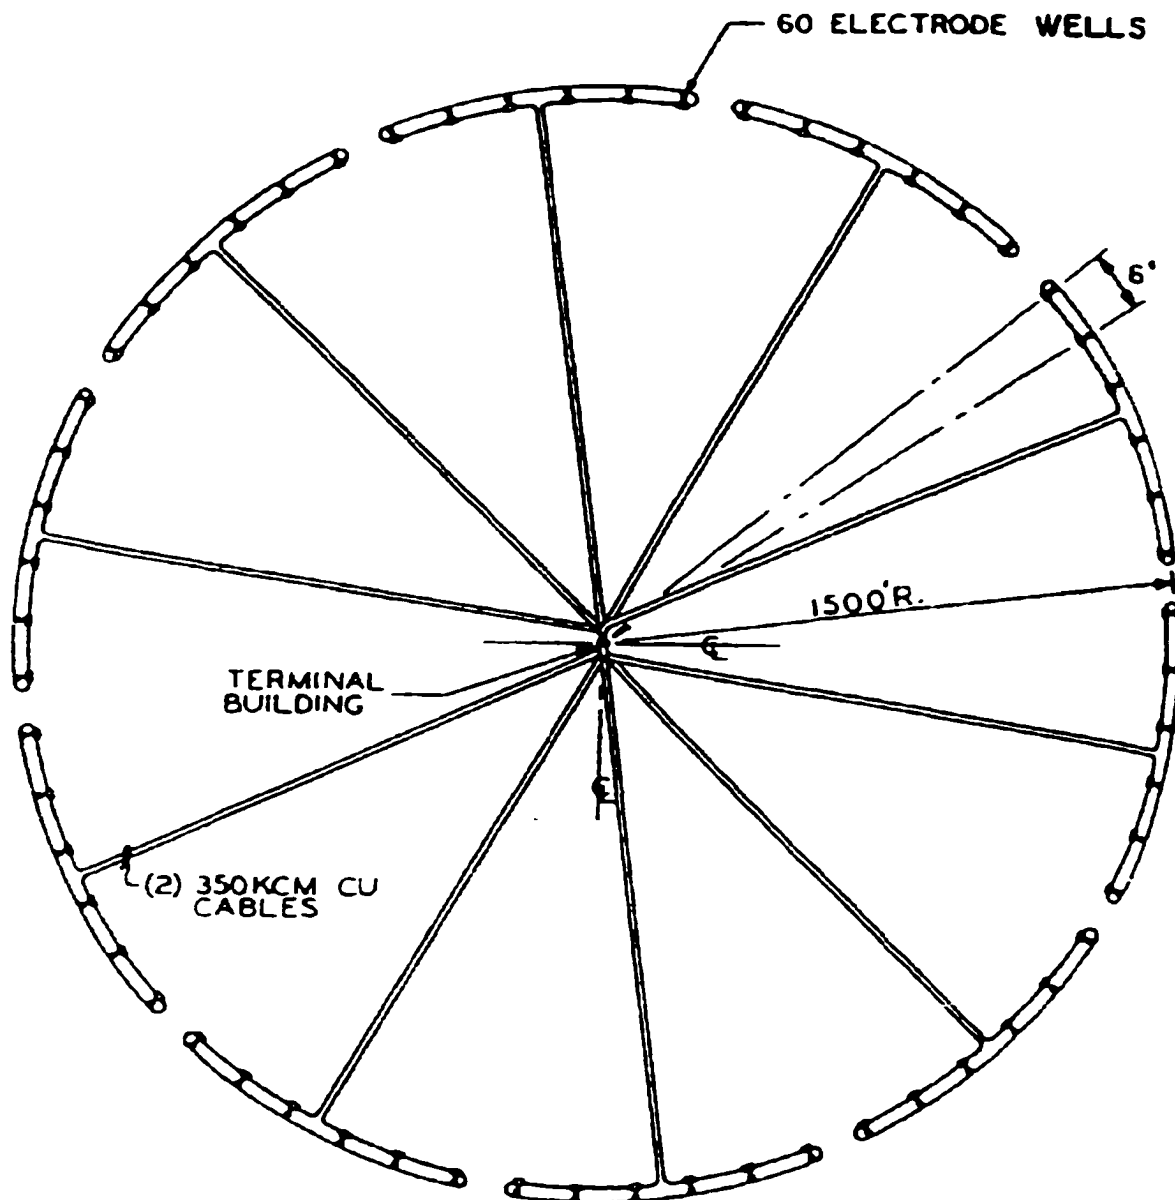 60 ELECTRODE WELLS
6°
1500'R.
℄
TERMINAL
BUILDING
℄
(2) 350KCM CU
CABLES